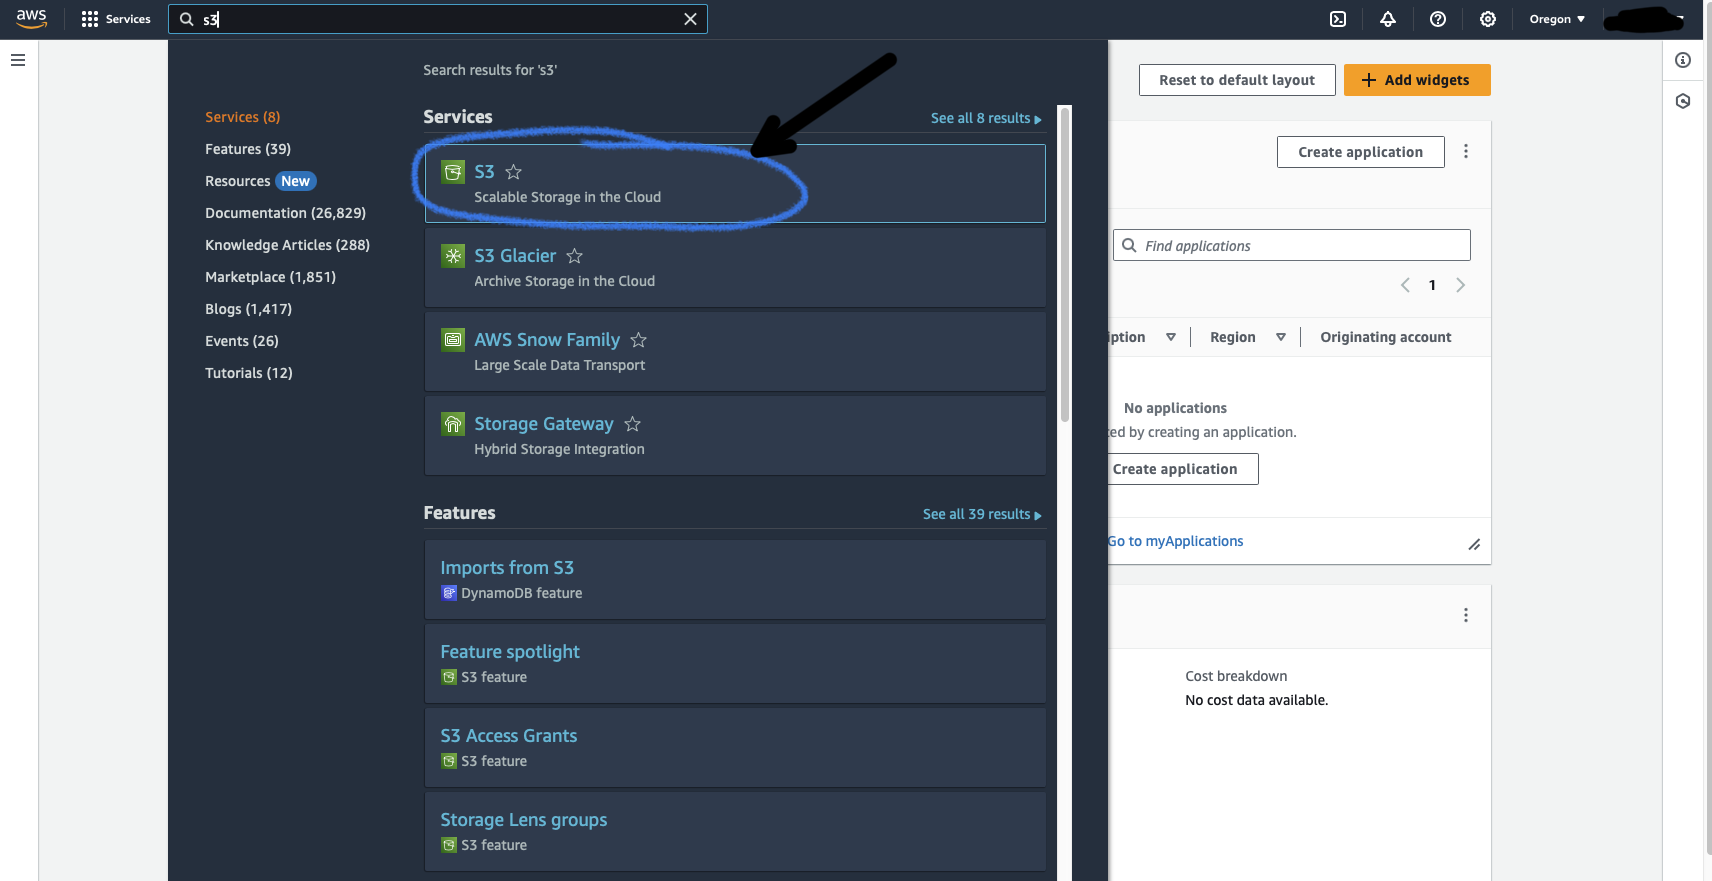 aws
Services
s3
Oregon ▼
Search results for 's3'
Services (8)
Features (39)
Resources New
Documentation (26,829)
Knowledge Articles (288)
Marketplace (1,851)
Blogs (1,417)
Events (26)
Tutorials (12)
Services
See all 8 results ▶
S3
Scalable Storage in the Cloud
S3 Glacier
Archive Storage in the Cloud
AWS Snow Family
Large Scale Data Transport
Storage Gateway
Hybrid Storage Integration
Features
See all 39 results ▶
Imports from S3
DynamoDB feature
Feature spotlight
S3 feature
S3 Access Grants
S3 feature
Storage Lens groups
S3 feature
Reset to default layout
+ Add widgets
Create application
Find applications
1
iption
Region
Originating account
No applications
ted by creating an application.
Create application
Go to myApplications
Cost breakdown
No cost data available.